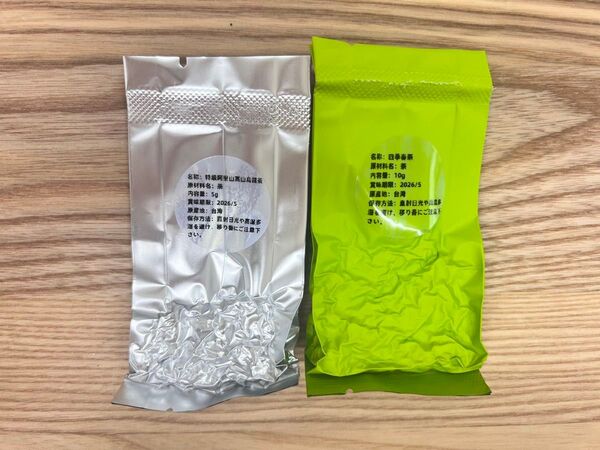 名称：特級阿里山高山烏龍茶
原材料名：茶
内容量：5g
賞味期限：2026/5
原産地：台湾
保存方法：直射日光や高温多
湿を避け、移り香にご注意下
さい。
名称：四季春茶
原材料名：茶
内容量：10g
賞味期限：2026/5
原産地：台湾
保存方法：直射日光や高温多
湿を避け、移り香にご注意下
さい。